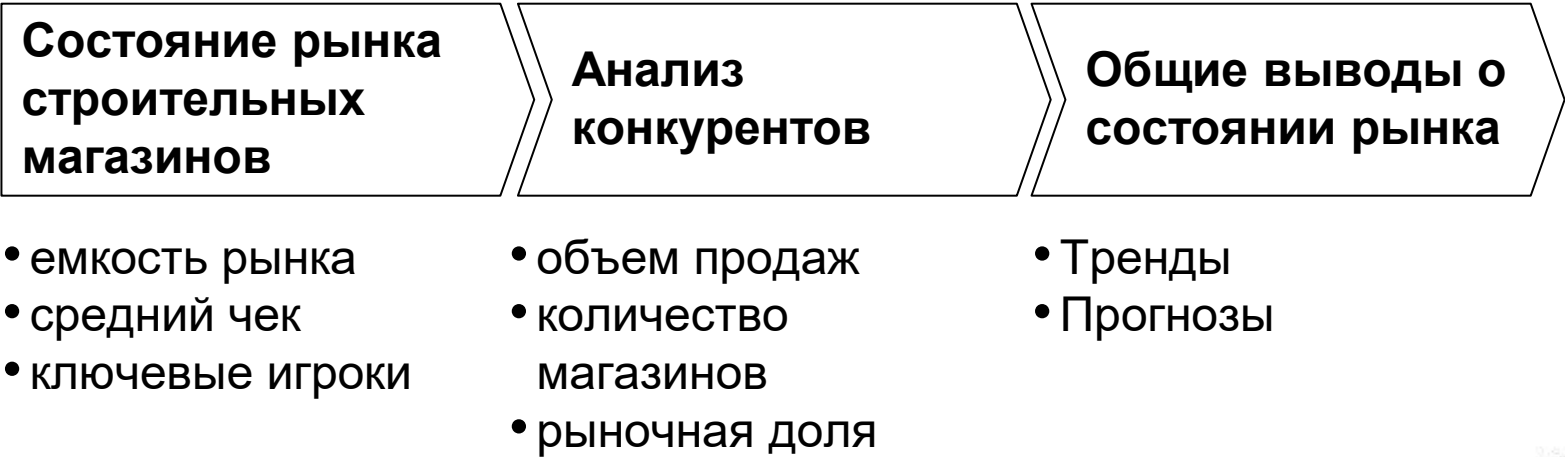 Состояние рынка
строительных
магазинов
Анализ
конкурентов
Общие выводы о
состоянии рынка
• емкость рынка
• средний чек
• ключевые игроки
• объем продаж
• количество
магазинов
• рыночная доля
• Тренды
• Прогнозы